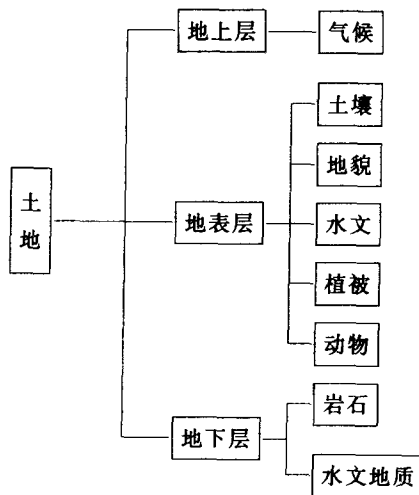 土地
地上层
气候
地表层
土壤
地貌
水文
植被
动物
地下层
岩石
水文地质